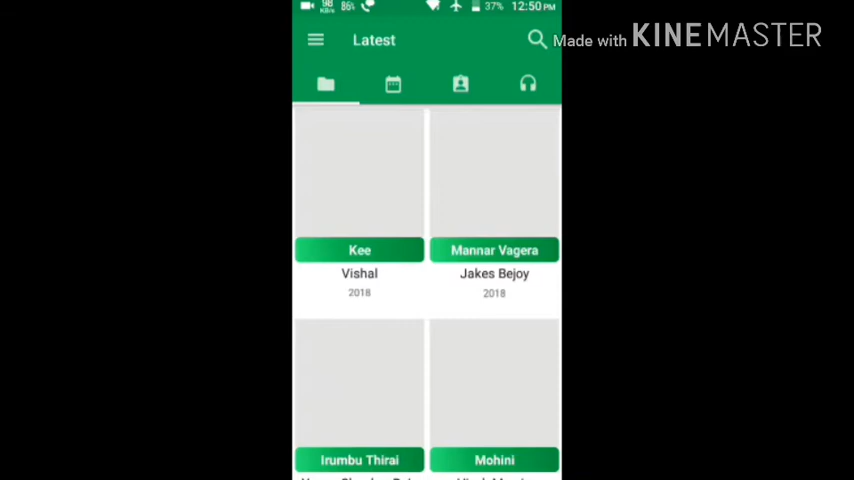 98
KB/s
86%
37%
12:50 PM
Latest
Made with KINEMASTER
Kee
Mannar Vagera
Vishal
Jakes Bejoy
2018
2018
Irumbu Thirai
Mohini